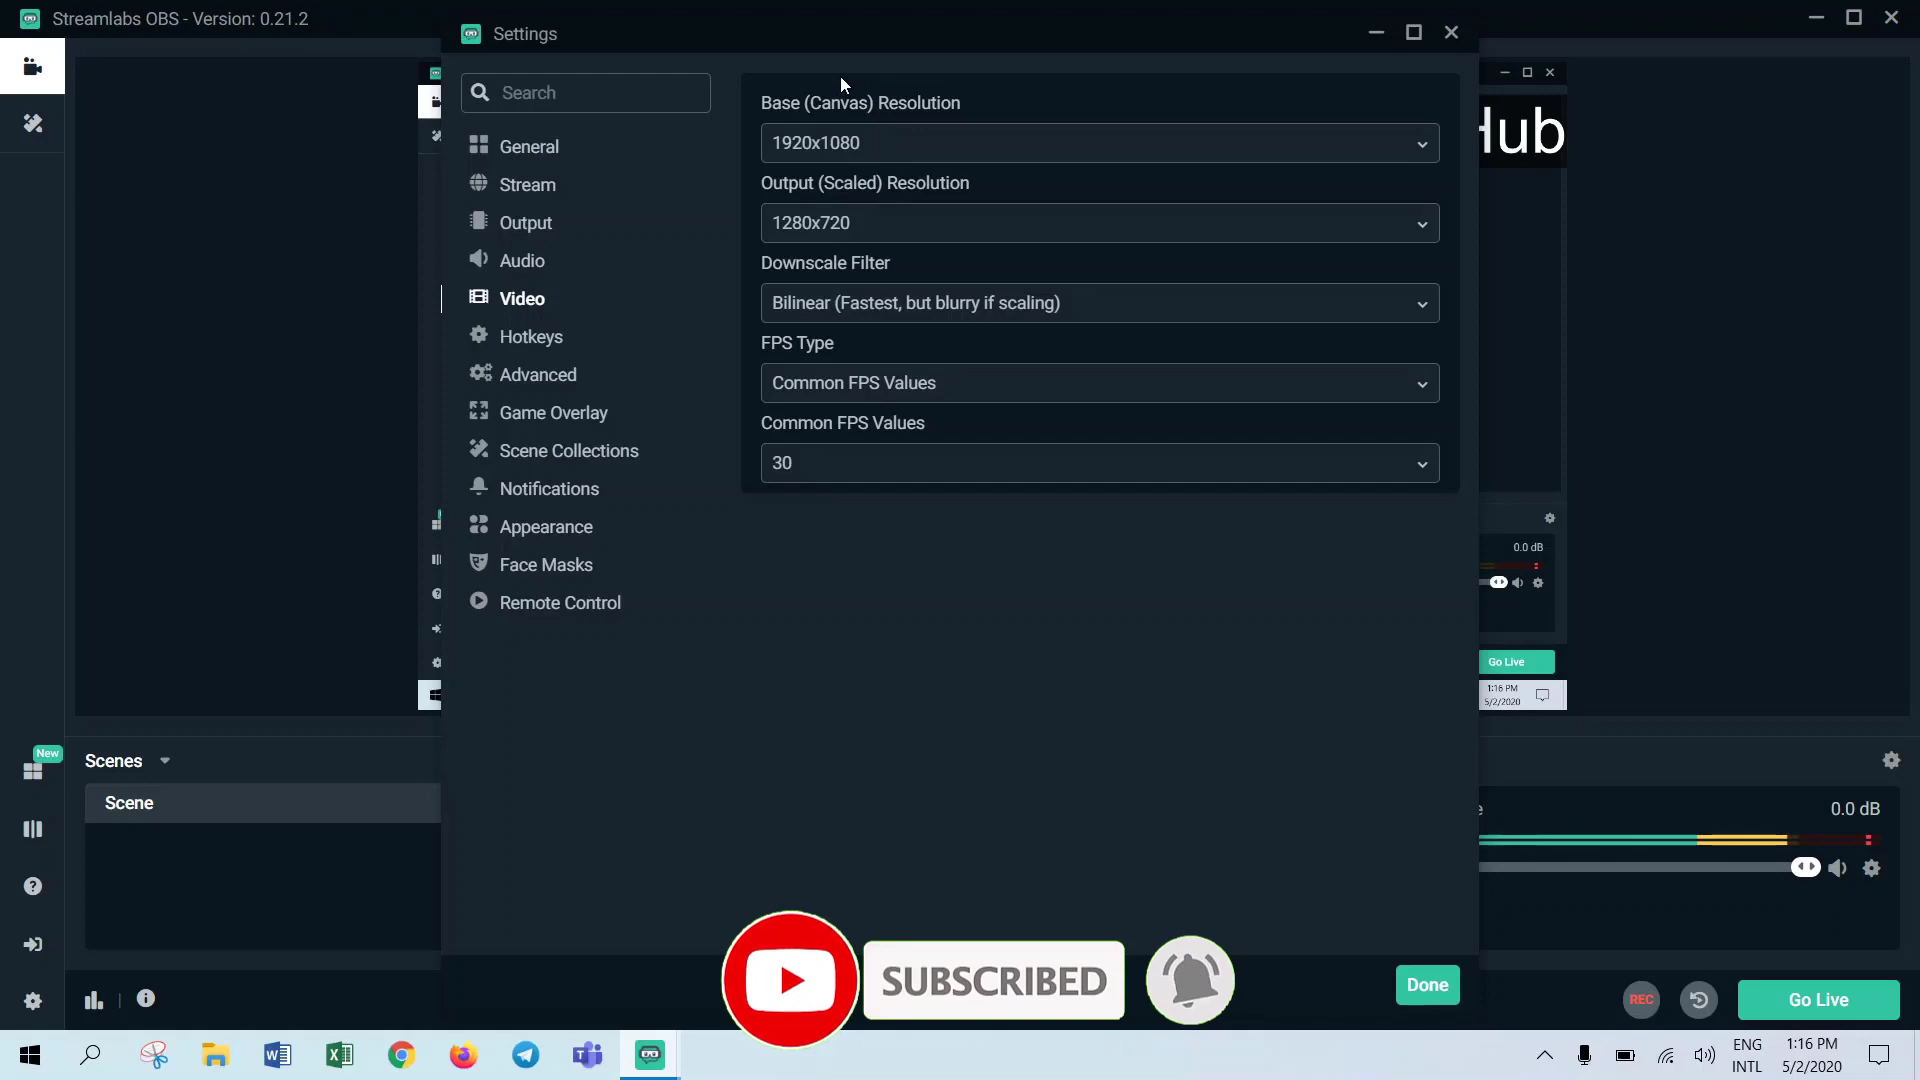 Streamlabs OBS - Version: 0.21.2
Settings
Search
General
Stream
Output
Audio
Video
Hotkeys
Advanced
Game Overlay
Scene Collections
Notifications
Appearance
Face Masks
Remote Control
Base (Canvas) Resolution
1920x1080
Output (Scaled) Resolution
1280x720
Downscale Filter
Bilinear (Fastest, but blurry if scaling)
FPS Type
Common FPS Values
Common FPS Values
30
Hub
0.0 dB
Go Live
1:16 PM
5/2/2020
New
Scenes
Scene
0.0 dB
SUBSCRIBED
Done
REC
Go Live
ENG
INTL
1:16 PM
5/2/2020